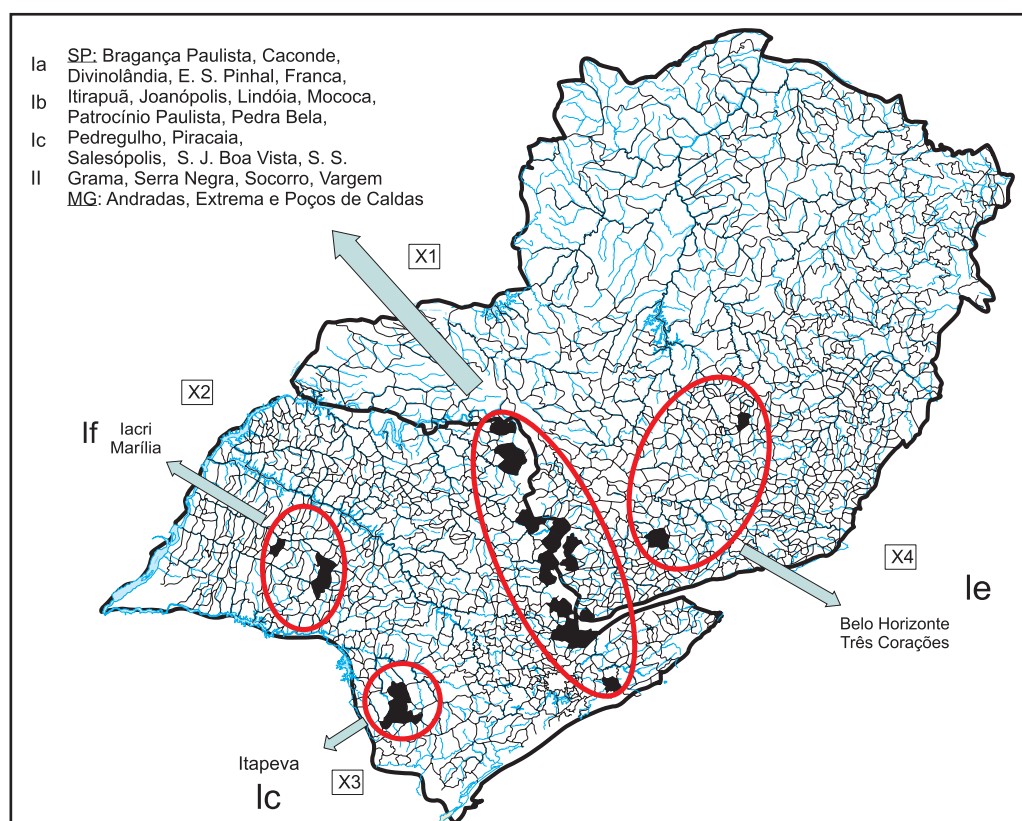 Ia
SP: Bragança Paulista, Caconde,
Divinolândia, E. S. Pinhal, Franca,
Ib
Itirapuã, Joanópolis, Lindóia, Mococa,
Patrocínio Paulista, Pedra Bela,
Ic
Pedregulho, Piracaia,
Salesópolis, S. J. Boa Vista, S. S.
II
Grama, Serra Negra, Socorro, Vargem
MG: Andradas, Extrema e Poços de Caldas
X1
X2
If
Iacri
Marília
X4
Ie
Belo Horizonte
Três Corações
Itapeva
X3
Ic